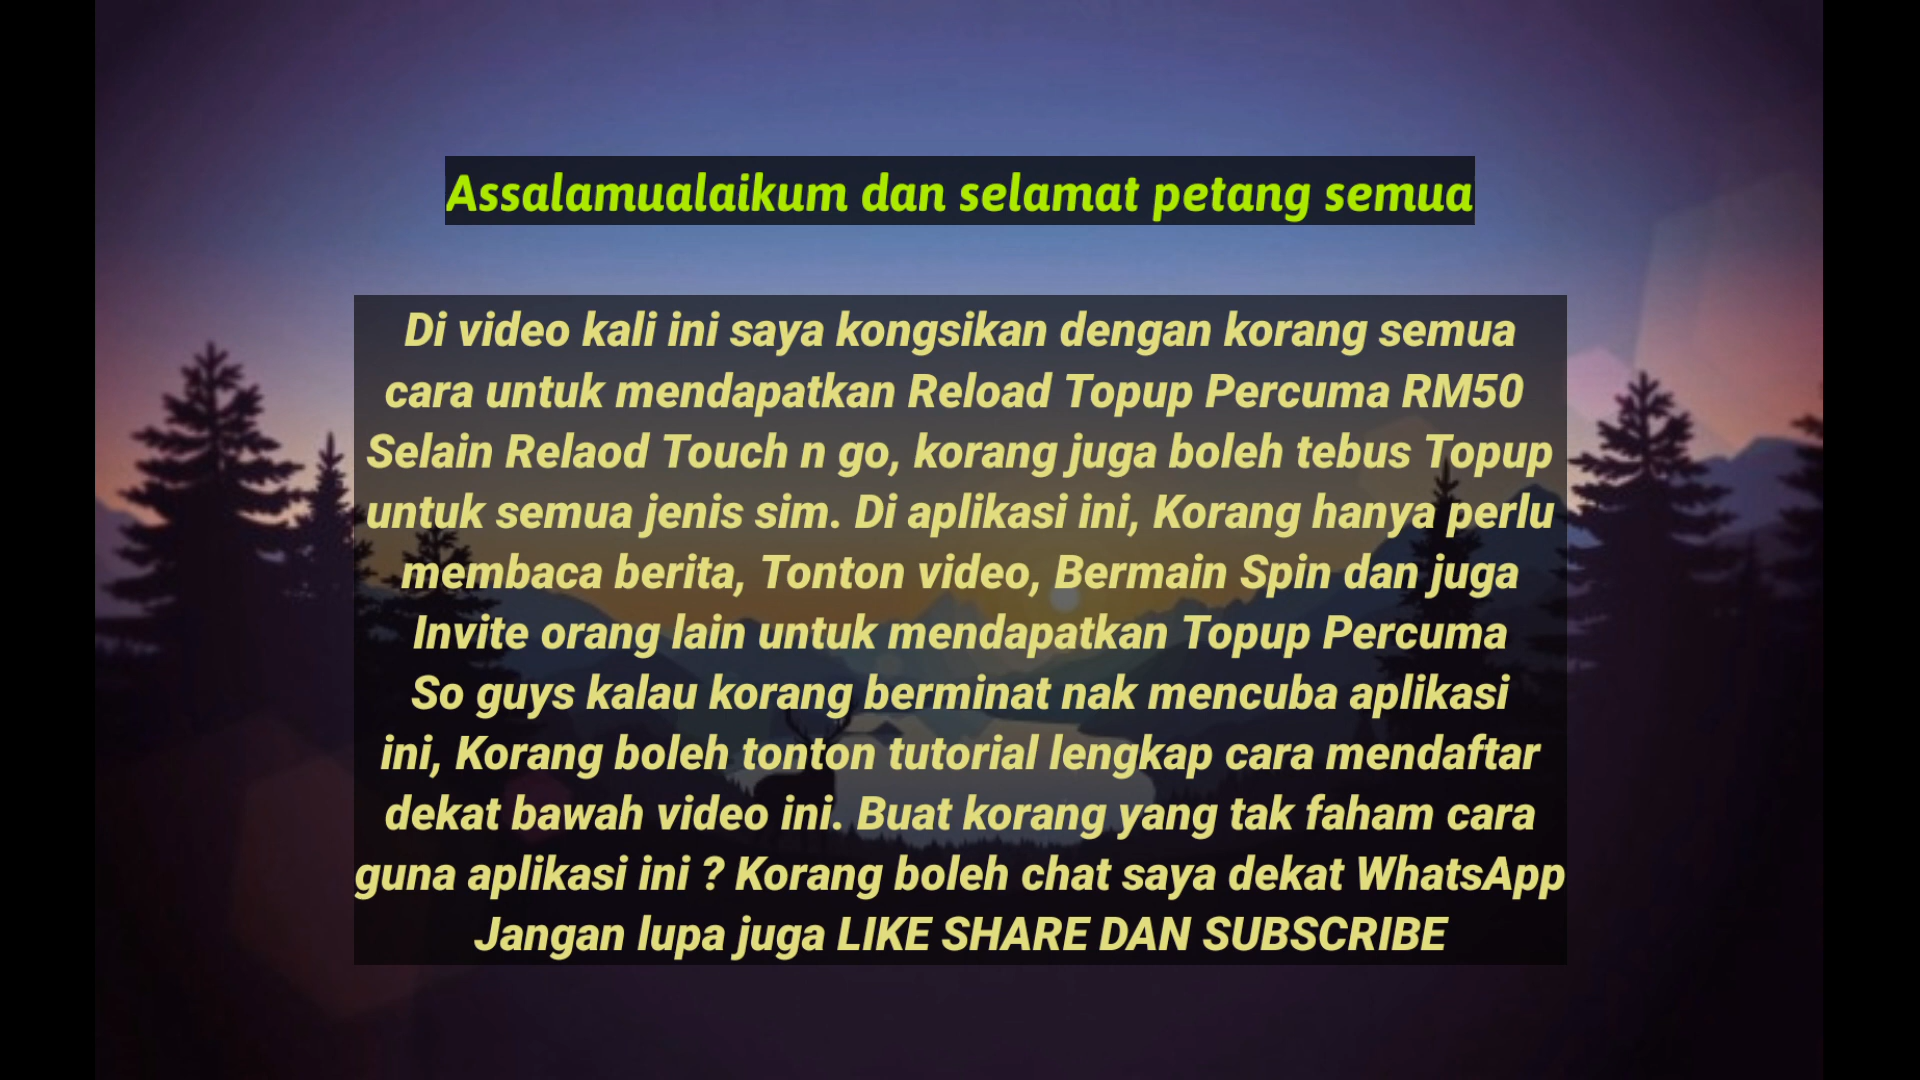 Assalamualaikum dan selamat petang semua
Di video kali ini saya kongsikan dengan korang semua
cara untuk mendapatkan Reload Topup Percuma RM50
Selain Relaod Touch n go, korang juga boleh tebus Topup
untuk semua jenis sim. Di aplikasi ini, Korang hanya perlu
membaca berita, Tonton video, Bermain Spin dan juga
Invite orang lain untuk mendapatkan Topup Percuma
So guys kalau korang berminat nak mencuba aplikasi
ini, Korang boleh tonton tutorial lengkap cara mendaftar
dekat bawah video ini. Buat korang yang tak faham cara
guna aplikasi ini ? Korang boleh chat saya dekat WhatsApp
Jangan lupa juga LIKE SHARE DAN SUBSCRIBE